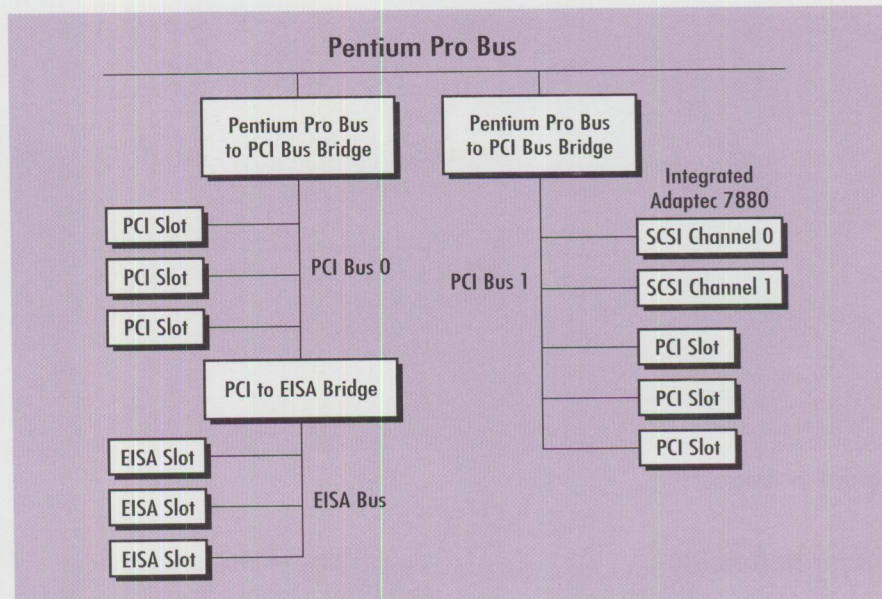 Pentium Pro Bus
Pentium Pro Bus
to PCI Bus Bridge
PCI Slot
PCI Slot
PCI Slot
PCI Bus 0
PCI to EISA Bridge
EISA Slot
EISA Slot
EISA Slot
EISA Bus
Pentium Pro Bus
to PCI Bus Bridge
Integrated
Adaptec 7880
PCI Bus 1
SCSI Channel 0
SCSI Channel 1
PCI Slot
PCI Slot
PCI Slot